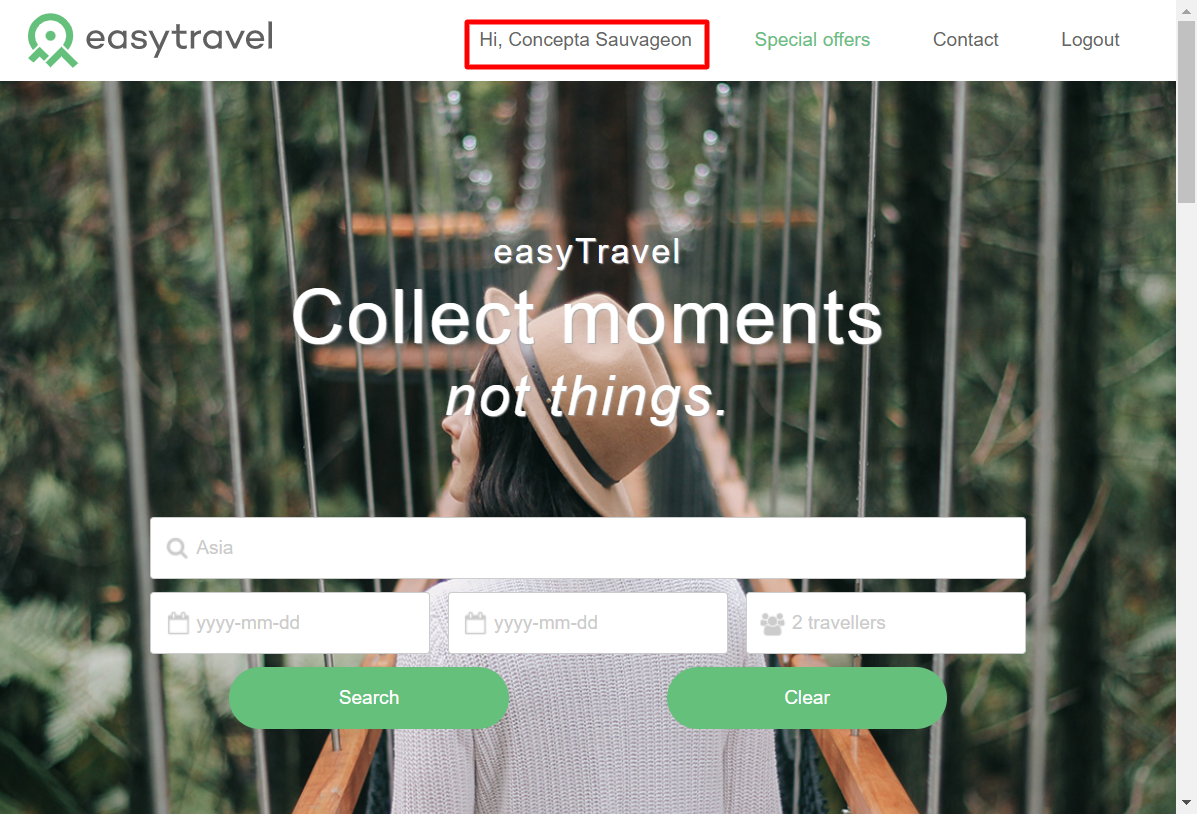 easytravel
Hi, Concepta Sauvageon
Special offers
Contact
Logout
easyTravel
Collect moments
not things.
Asia
yyyy-mm-dd
yyyy-mm-dd
2 travellers
Search
Clear